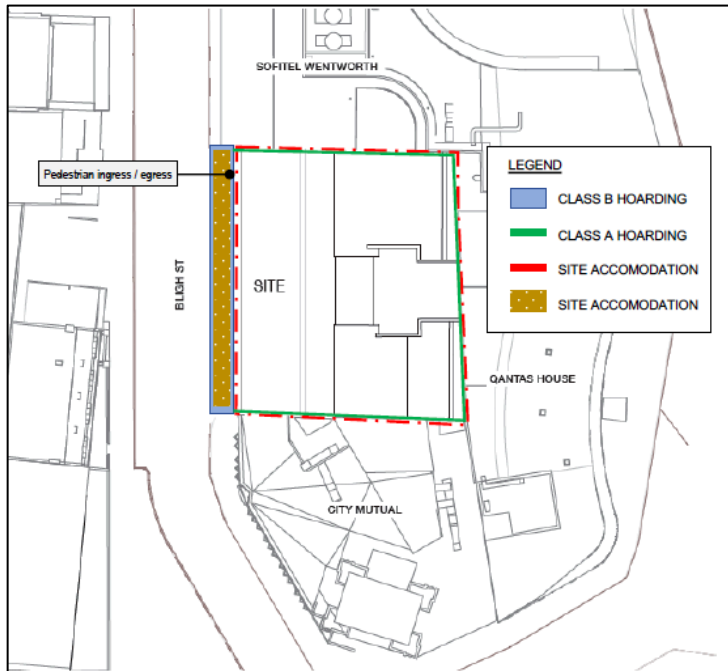 SOFITEL WENTWORTH
Pedestrian ingress / egress
LEGEND
CLASS B HOARDING
CLASS A HOARDING
SITE ACCOMODATION
SITE ACCOMODATION
BLIGH ST
SITE
QANTAS HOUSE
CITY MUTUAL